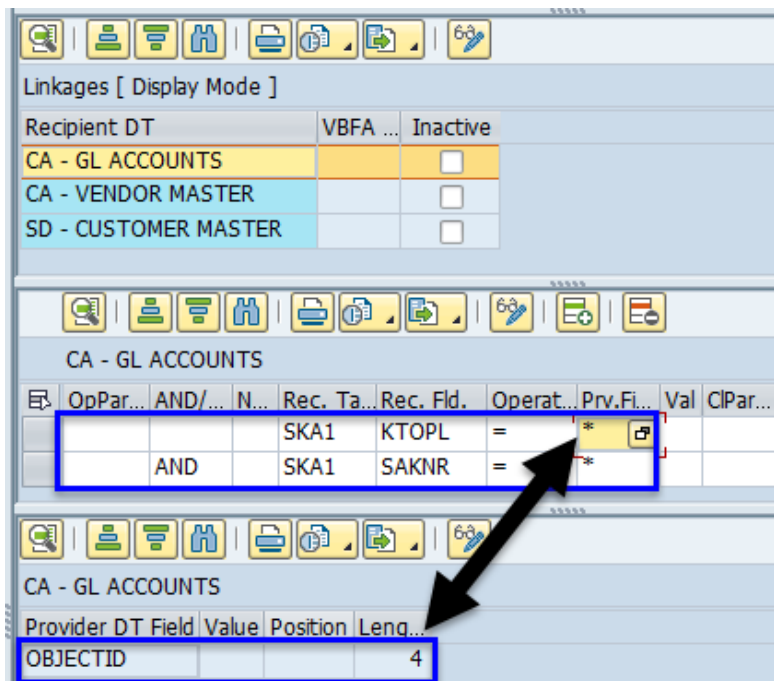 Linkages [ Display Mode ]
Recipient DT VBFA ... Inactive
CA - GL ACCOUNTS
CA - VENDOR MASTER
SD - CUSTOMER MASTER
CA - GL ACCOUNTS
OpPar... AND/... N... Rec. Ta... Rec. Fld. Operat... Prv.Fi... Val ClPar...
SKA1 KTOPL = *
AND SKA1 SAKNR = *
CA - GL ACCOUNTS
Provider DT Field Value Position Leng...
OBJECTID 4